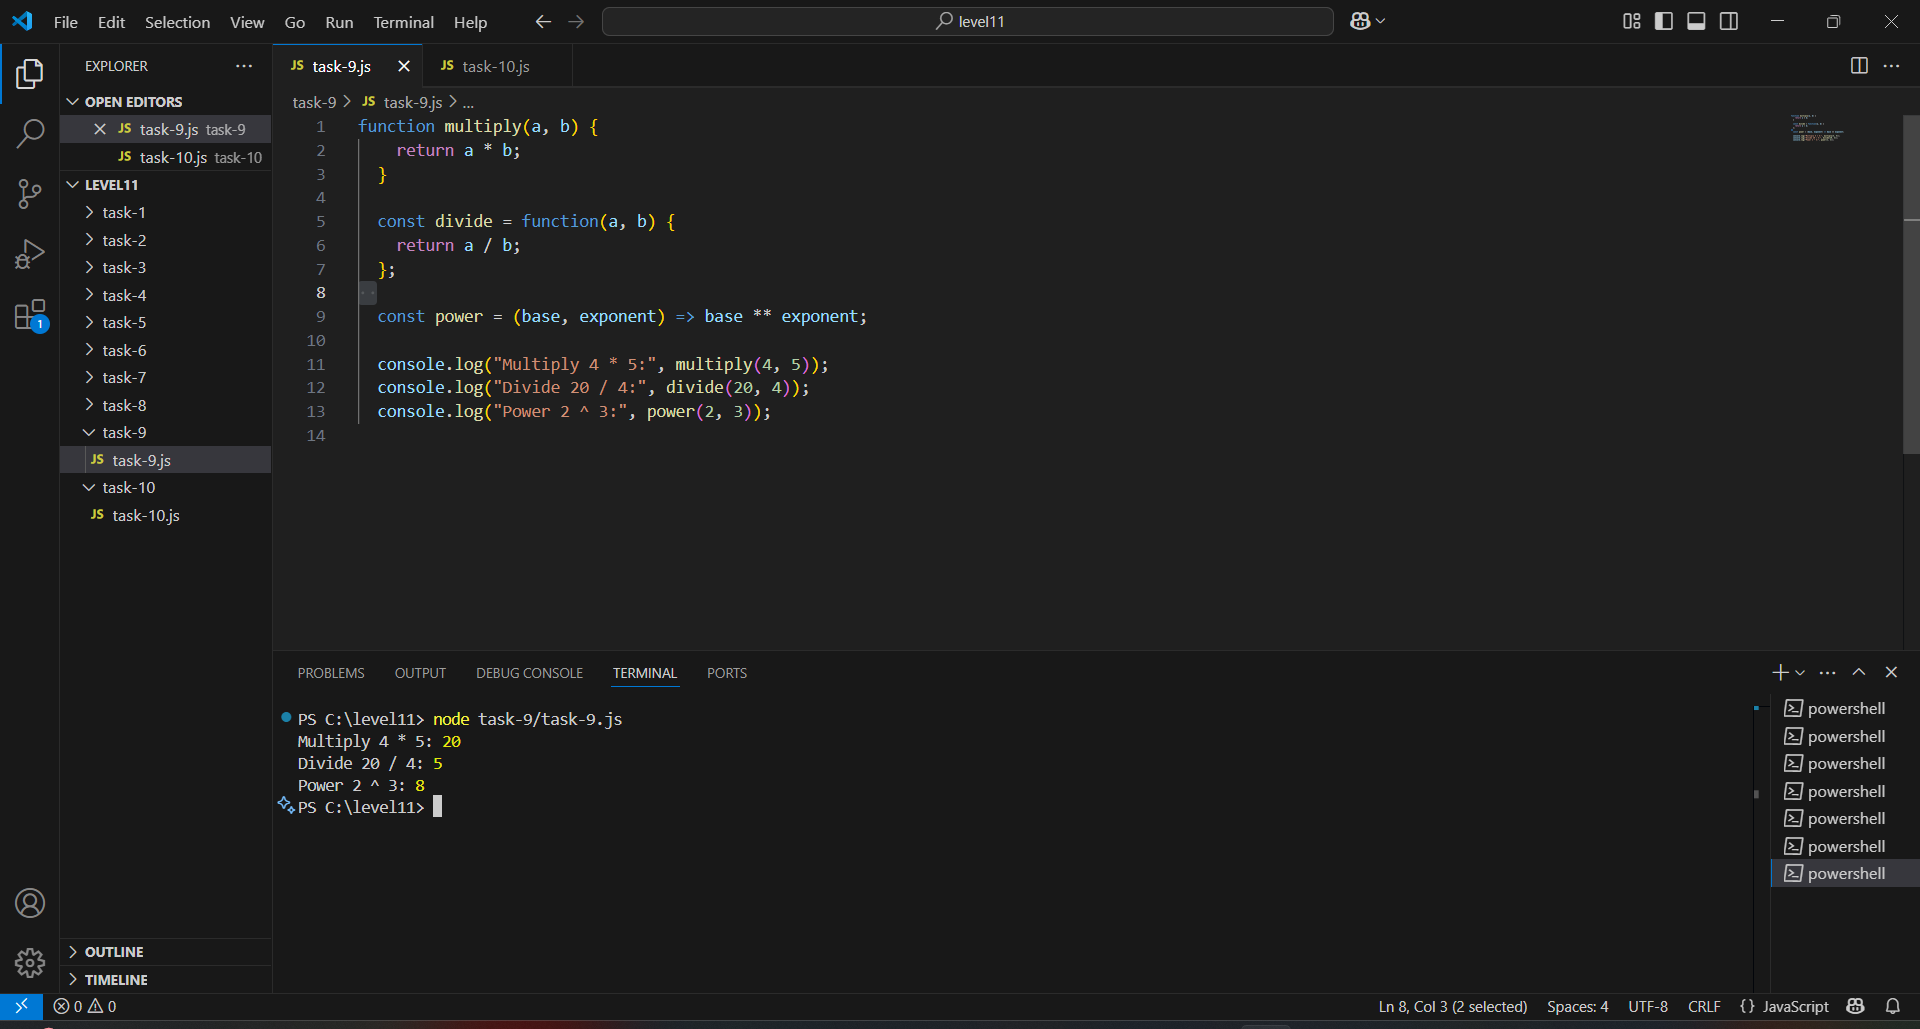 File Edit Selection View Go Run Terminal Help level11
EXPLORER
OPEN EDITORS
JS task-9.js task-9
JS task-10.js task-10
LEVEL11
task-1
task-2
task-3
task-4
task-5
task-6
task-7
task-8
task-9
JS task-9.js
task-10
JS task-10.js
OUTLINE
TIMELINE
JS task-9.js JS task-10.js
task-9 > JS task-9.js > ...
1 function multiply(a, b) {
2 return a * b;
3 }
4
5 const divide = function(a, b) {
6 return a / b;
7 };
8
9 const power = (base, exponent) => base ** exponent;
10
11 console.log("Multiply 4 * 5:", multiply(4, 5));
12 console.log("Divide 20 / 4:", divide(20, 4));
13 console.log("Power 2 ^ 3:", power(2, 3));
14
PROBLEMS OUTPUT DEBUG CONSOLE TERMINAL PORTS
PS C:\level11> node task-9/task-9.js
Multiply 4 * 5: 20
Divide 20 / 4: 5
Power 2 ^ 3: 8
PS C:\level11>
powershell
powershell
powershell
powershell
powershell
powershell
powershell
1
0 0 Ln 8, Col 3 (2 selected) Spaces: 4 UTF-8 CRLF {} JavaScript